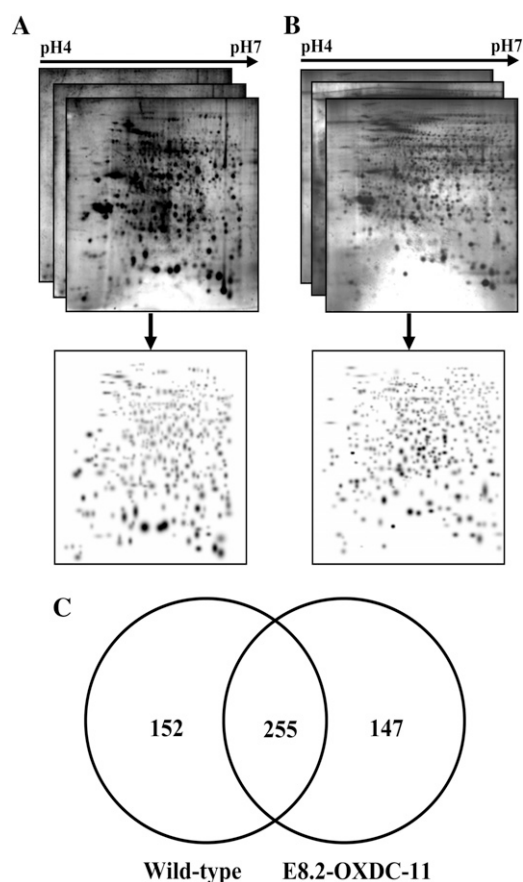 A
pH4 pH7
B
pH4 pH7
C
152 255 147
Wild-type E8.2-OXDC-11